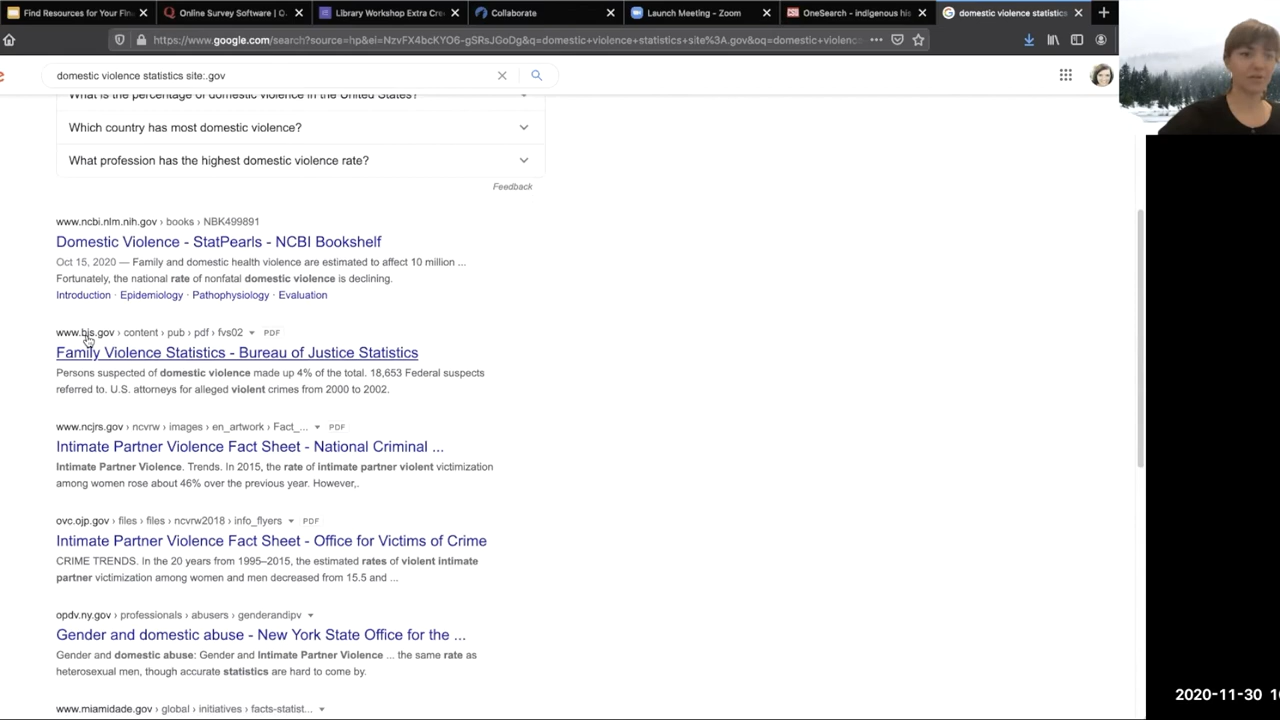 Find Resources for Your Fin
Online Survey Software | Q
Library Workshop Extra Cre
Collaborate
Launch Meeting - Zoom
OneSearch - indigenous his
domestic violence statistics
https://www.google.com/search?source=hp&ei=NzvFX4bcKYO6-gSRsJGoDg&q=domestic+violence+statistics+site%3A.gov&oq=domestic+violenc
domestic violence statistics site:.gov
What is the percentage of domestic violence in the United States?
Which country has most domestic violence?
What profession has the highest domestic violence rate?
Feedback
www.ncbi.nlm.nih.gov › books › NBK499891
Domestic Violence - StatPearls - NCBI Bookshelf
Oct 15, 2020 — Family and domestic health violence are estimated to affect 10 million ...
Fortunately, the national rate of nonfatal domestic violence is declining.
Introduction · Epidemiology · Pathophysiology · Evaluation
www.bjs.gov › content › pub › pdf › fvs02 PDF
Family Violence Statistics - Bureau of Justice Statistics
Persons suspected of domestic violence made up 4% of the total. 18,653 Federal suspects
referred to. U.S. attorneys for alleged violent crimes from 2000 to 2002.
www.ncjrs.gov › ncvrw › images › en_artwork › Fact_... PDF
Intimate Partner Violence Fact Sheet - National Criminal ...
Intimate Partner Violence. Trends. In 2015, the rate of intimate partner violent victimization
among women rose about 46% over the previous year. However,.
ovc.ojp.gov › files › files › ncvrw2018 › info_flyers PDF
Intimate Partner Violence Fact Sheet - Office for Victims of Crime
CRIME TRENDS. In the 20 years from 1995–2015, the estimated rates of violent intimate
partner victimization among women and men decreased from 15.5 and ...
opdv.ny.gov › professionals › abusers › genderandipv
Gender and domestic abuse - New York State Office for the ...
Gender and domestic abuse: Gender and Intimate Partner Violence ... the same rate as
heterosexual men, though accurate statistics are hard to come by.
www.miamidade.gov › global › initiatives › facts-statist...
2020-11-30 1